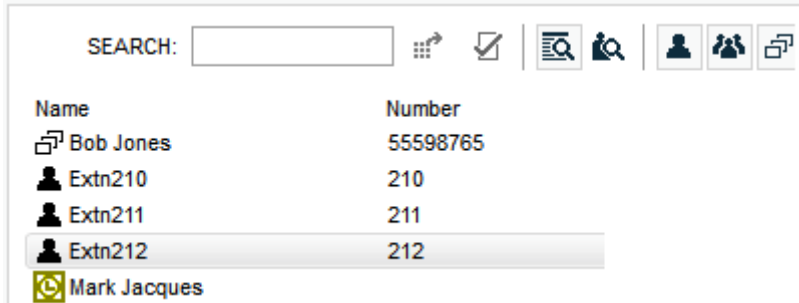 SEARCH:
Name Number
Bob Jones 55598765
Extn210 210
Extn211 211
Extn212 212
Mark Jacques